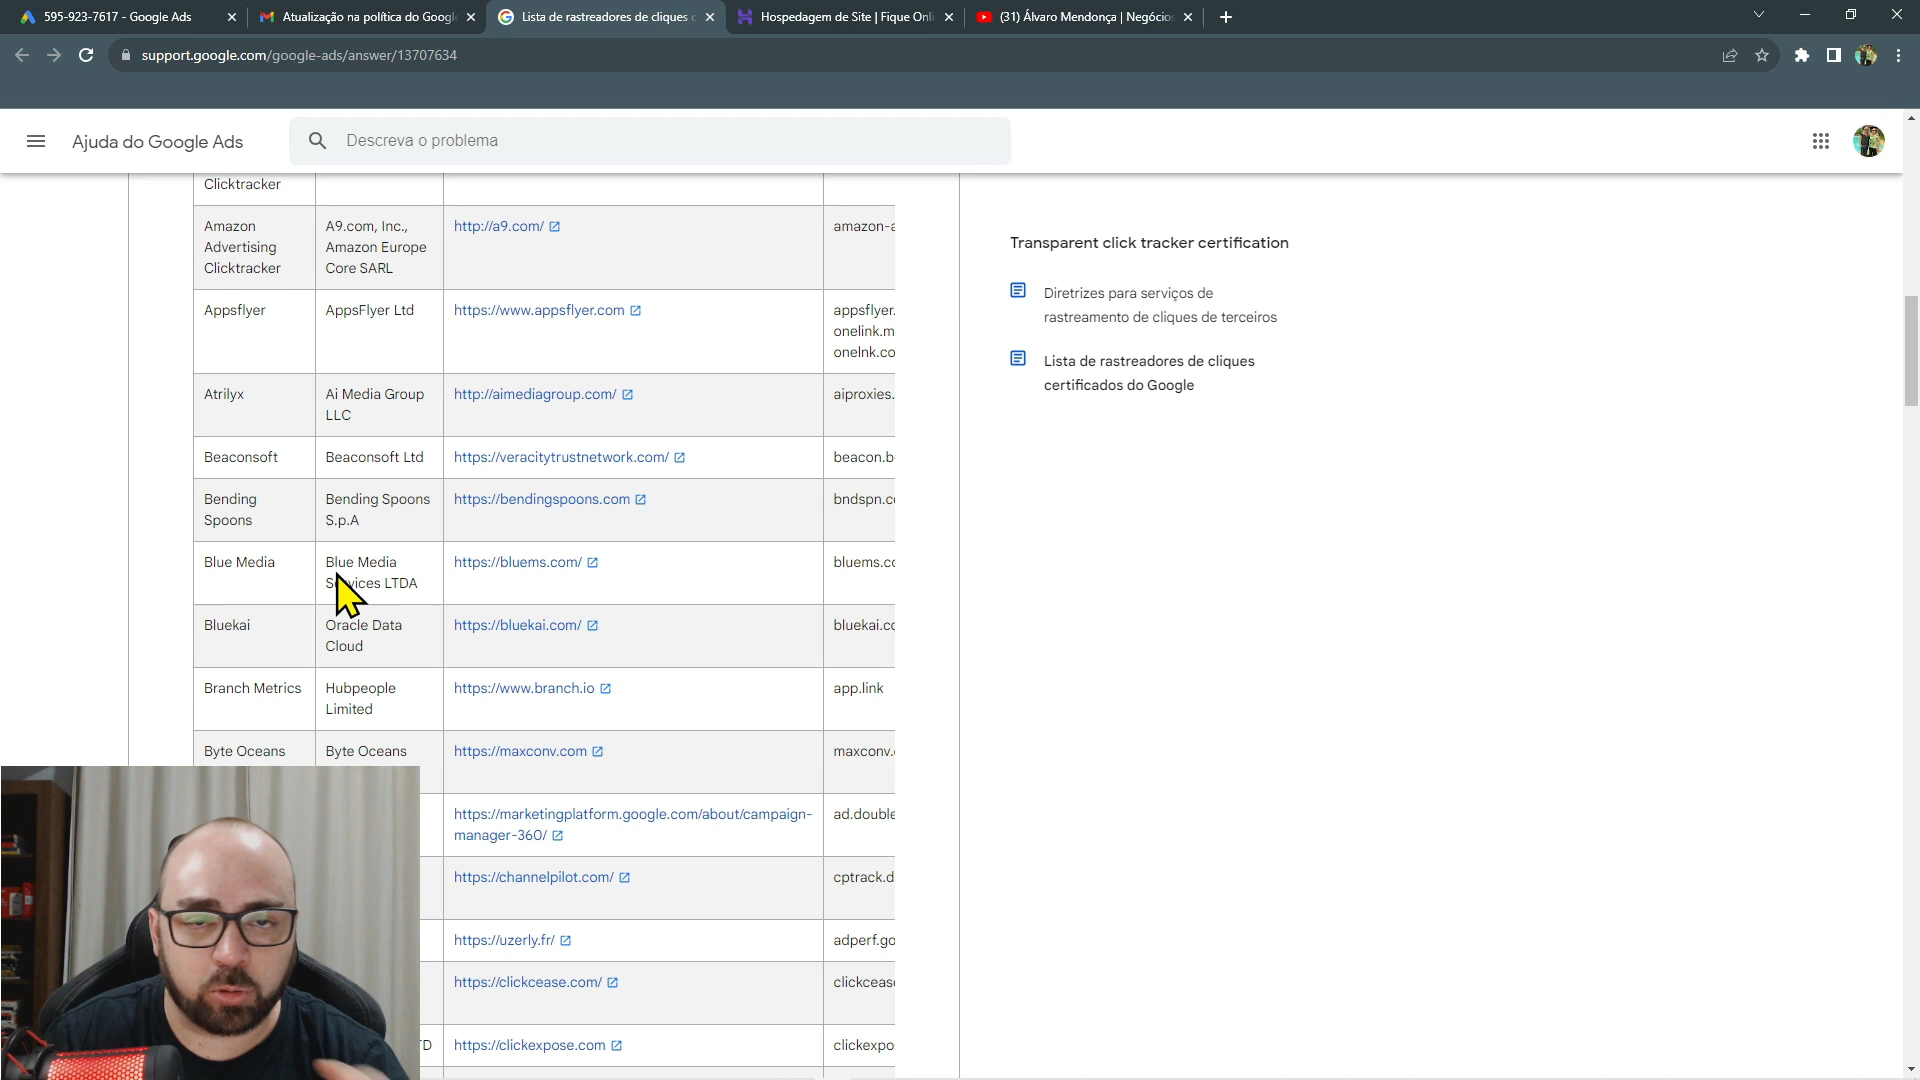 595-923-7617 - Google Ads
Atualização na política do Googl
Lista de rastreadores de cliques c
Hospedagem de Site | Fique Onli
(31) Álvaro Mendonça | Negócios
support.google.com/google-ads/answer/13707634
Ajuda do Google Ads
Descreva o problema
Clicktracker
Amazon
Advertising
Clicktracker
A9.com, Inc.,
Amazon Europe
Core SARL
http://a9.com/
amazon-a
Appsflyer
AppsFlyer Ltd
https://www.appsflyer.com
appsflyer.
onelink.m
onelnk.co
Atrilyx
Ai Media Group
LLC
http://aimediagroup.com/
aiproxies.
Beaconsoft
Beaconsoft Ltd
https://veracitytrustnetwork.com/
beacon.b
Bending
Spoons
Bending Spoons
S.p.A
https://bendingspoons.com
bndspn.co
Blue Media
Blue Media
Services LTDA
https://bluems.com/
bluems.co
Bluekai
Oracle Data
Cloud
https://bluekai.com/
bluekai.co
Branch Metrics
Hubpeople
Limited
https://www.branch.io
app.link
Byte Oceans
Byte Oceans
https://maxconv.com
maxconv.
https://marketingplatform.google.com/about/campaign-
manager-360/
ad.double
https://channelpilot.com/
cptrack.d
https://uzerly.fr/
adperf.go
https://clickcease.com/
clickceas
TD
https://clickexpose.com
clickexpo
Transparent click tracker certification
Diretrizes para serviços de
rastreamento de cliques de terceiros
Lista de rastreadores de cliques
certificados do Google